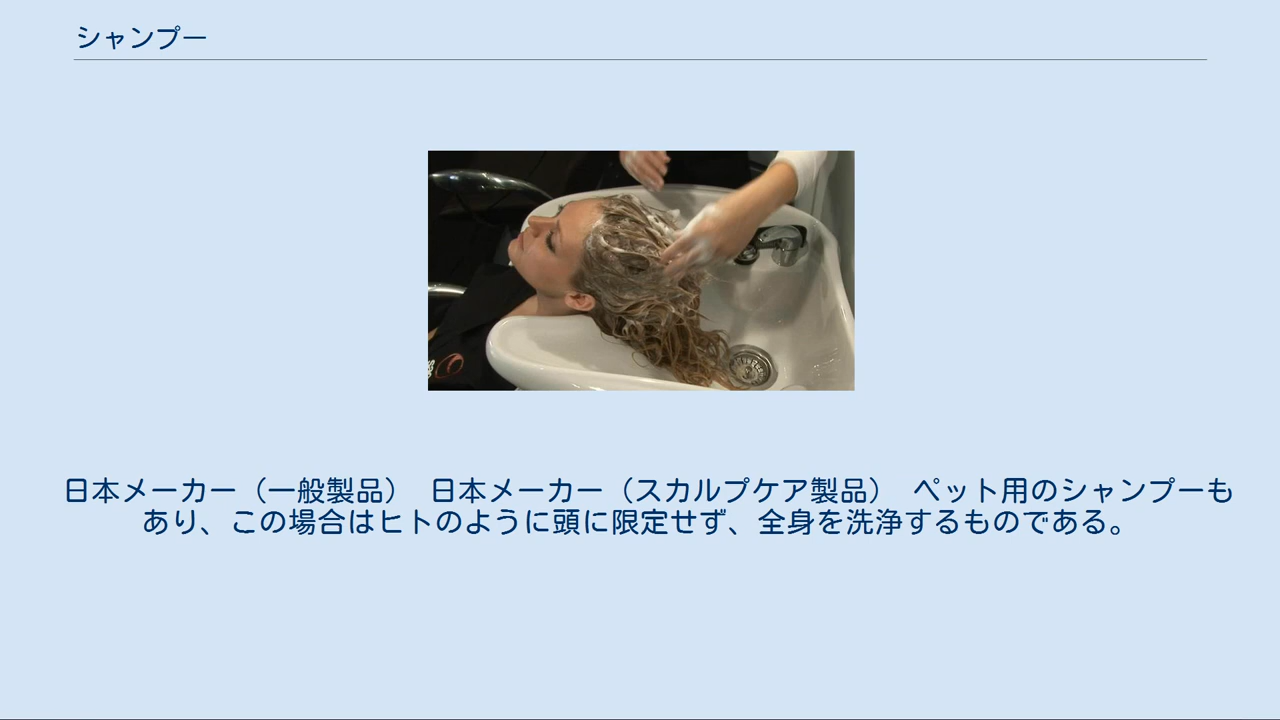 シャンプー
日本メーカー（一般製品）　日本メーカー（スカルプケア製品）　ペット用のシャンプーも
あり、この場合はヒトのように頭に限定せず、全身を洗浄するものである。